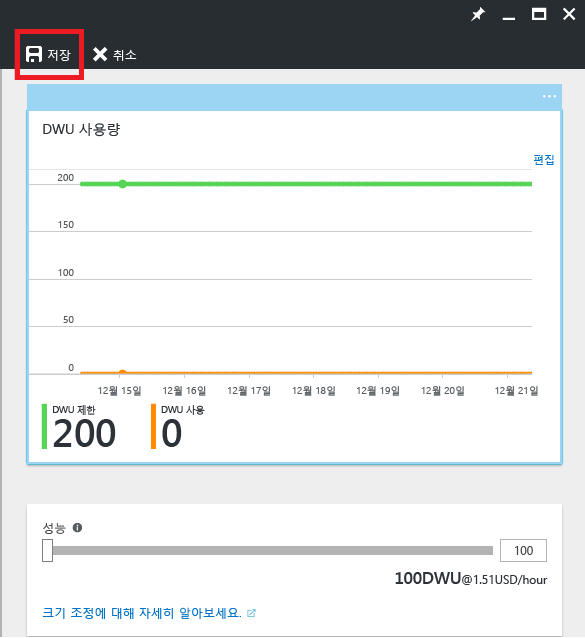 저장 취소
...
DWU 사용량
편집
200
150
100
50
0
12월 15일 12월 16일 12월 17일 12월 18일 12월 19일 12월 20일 12월 21일
DWU 제한 DWU 사용
200 0
성능
100
100DWU@1.51USD/hour
크기 조정에 대해 자세히 알아보세요.